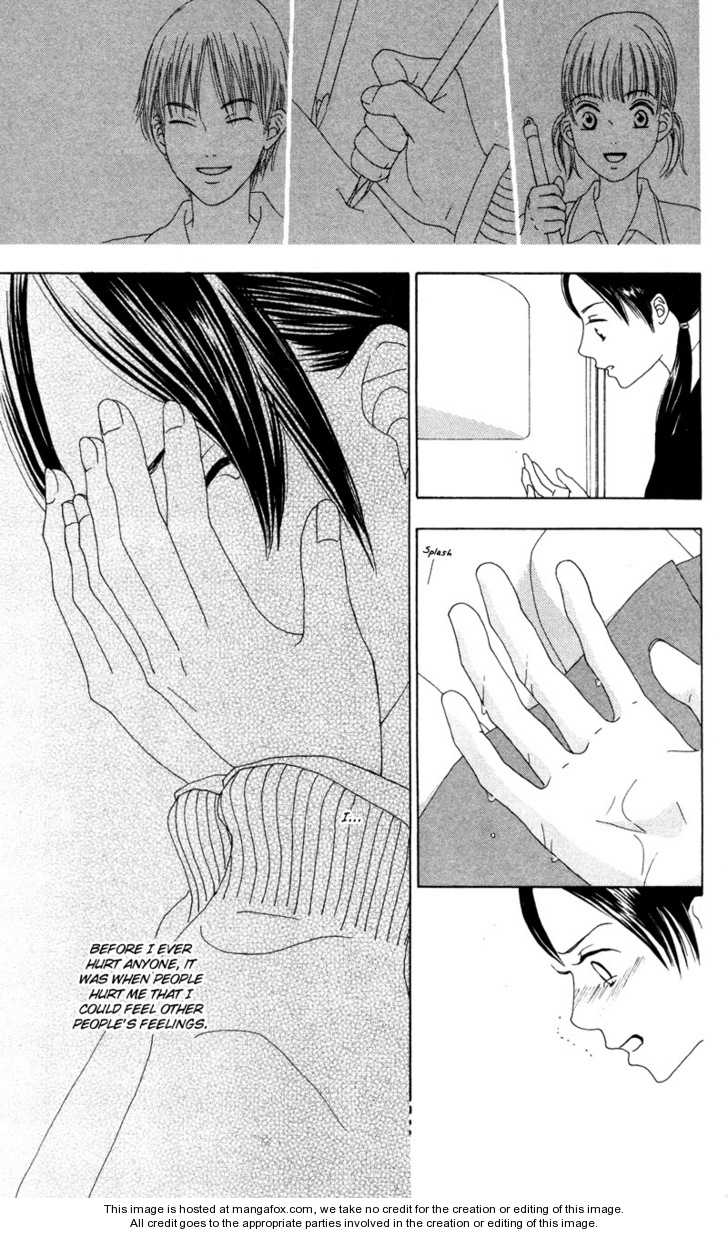 Splash
I...
BEFORE I EVER
HURT ANYONE, IT
WAS WHEN PEOPLE
HURT ME THAT I
COULD FEEL OTHER
PEOPLE'S FEELINGS.
This image is hosted at mangafox.com, we take no credit for the creation or editing of this image.
All credit goes to the appropriate parties involved in the creation or editing of this image.